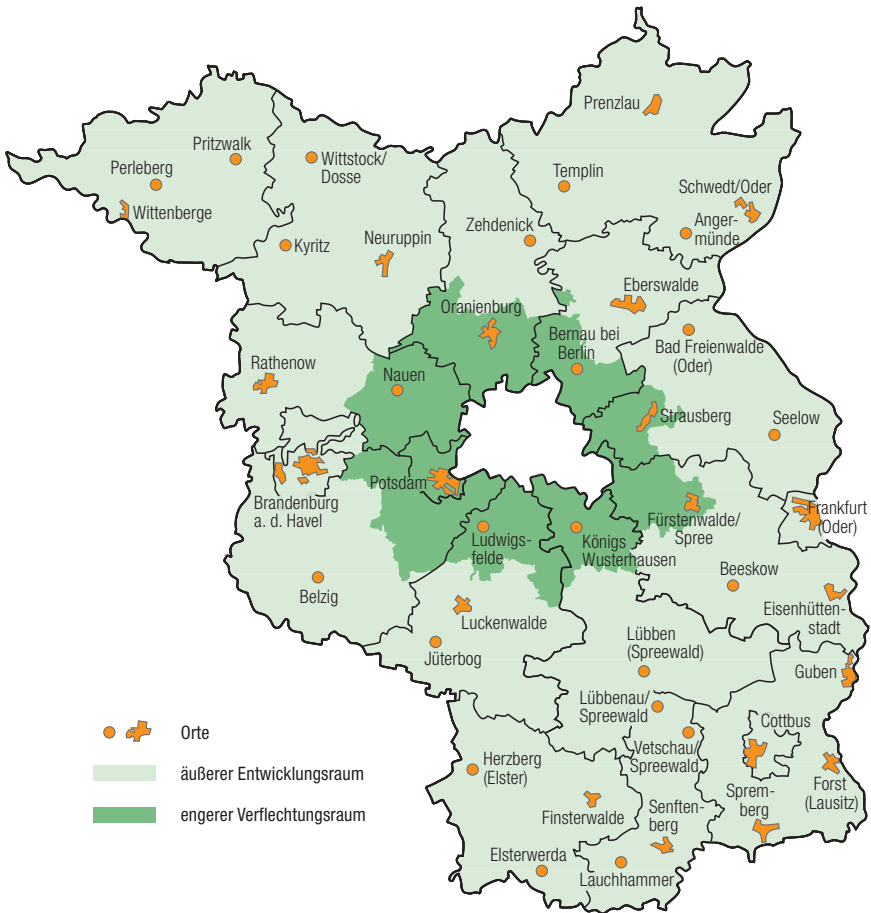 Prenzlau
Pritzwalk
Wittstock/
Dosse
Perleberg
Templin
Schwedt/Oder
Wittenberge
Zehdenick
Anger-
münde
Neuruppin
Kyritz
Eberswalde
Oranienburg
Bernau bei
Berlin
Bad Freienwalde
(Oder)
Rathenow
Nauen
Strausberg
Seelow
Potsdam
Brandenburg
a. d. Havel
Fürstenwalde/
Spree
Frankfurt
(Oder)
Ludwigs-
felde
Königs
Wusterhausen
Beeskow
Belzig
Eisenhütten-
stadt
Luckenwalde
Jüterbog
Lübben
(Spreewald)
Guben
Lübbenau/
Spreewald
Cottbus
Vetschau/
Spreewald
Herzberg
(Elster)
Forst
(Lausitz)
Sprem-
berg
Finsterwalde
Senften-
berg
Elsterwerda
Lauchhammer
Orte
äußerer Entwicklungsraum
engerer Verflechtungsraum